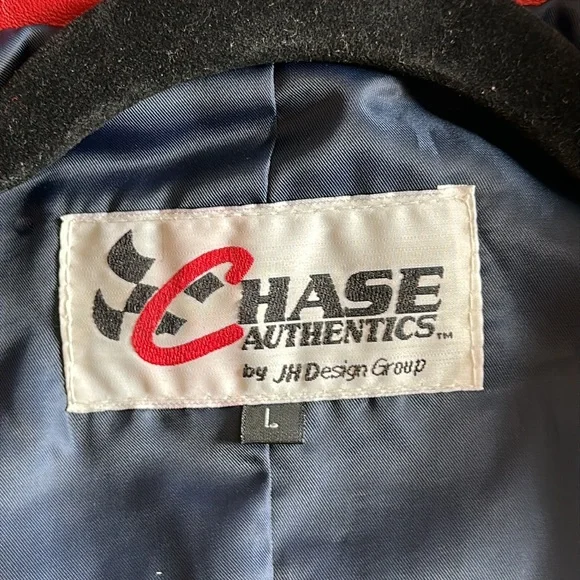 CHASE
AUTHENTICS™
by JH Design Group
L